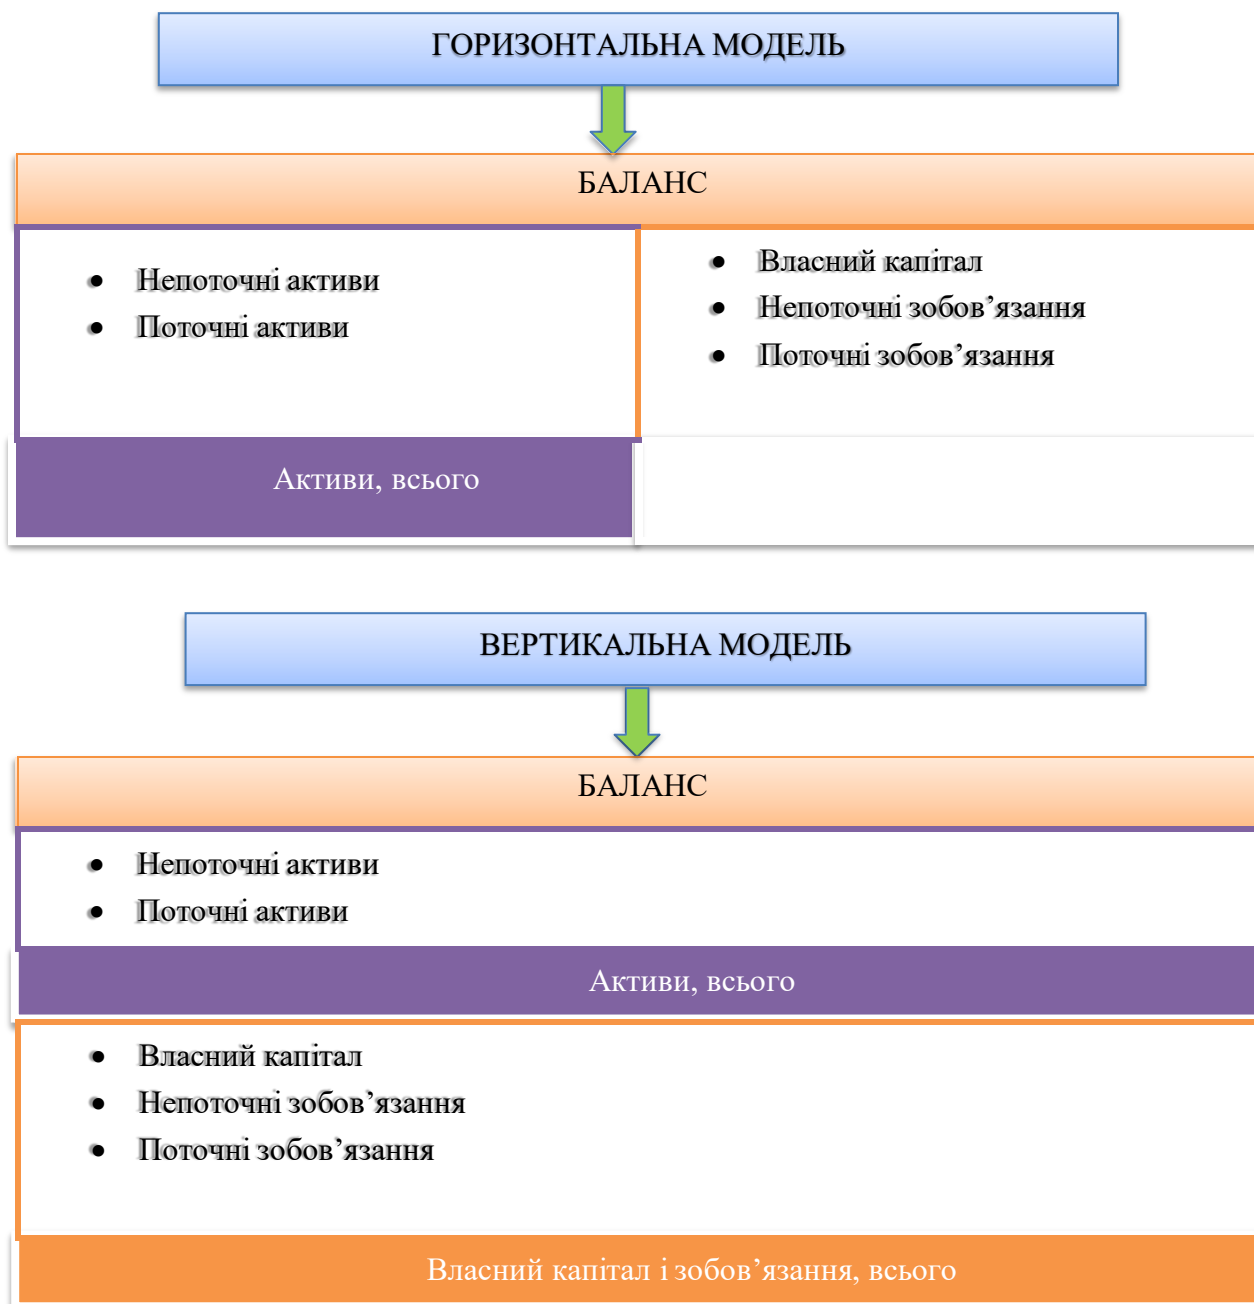 ГОРИЗОНТАЛЬНА МОДЕЛЬ
БАЛАНС
• Непоточні активи
• Поточні активи
• Власний капітал
• Непоточні зобов’язання
• Поточні зобов’язання
Активи, всього
ВЕРТИКАЛЬНА МОДЕЛЬ
БАЛАНС
• Непоточні активи
• Поточні активи
Активи, всього
• Власний капітал
• Непоточні зобов’язання
• Поточні зобов’язання
Власний капітал і зобов’язання, всього